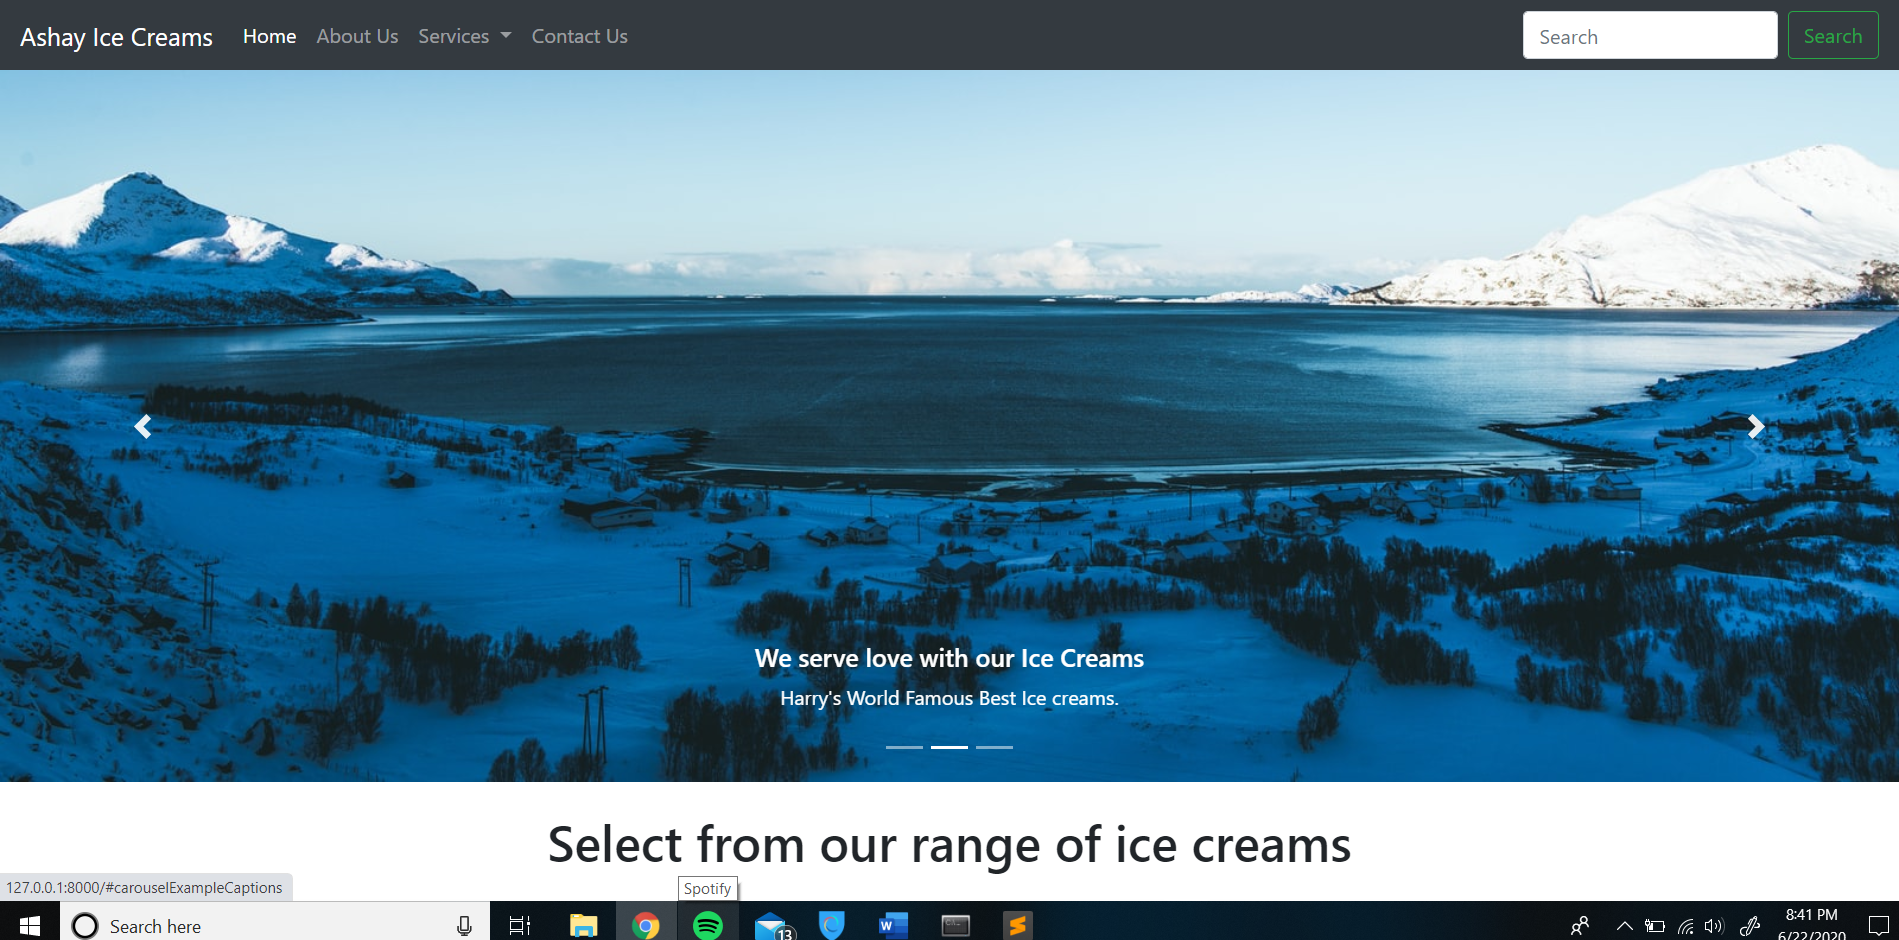 Ashay Ice Creams Home About Us Services Contact Us Search Search
We serve love with our Ice Creams
Harry's World Famous Best Ice creams.
Select from our range of ice creams
127.0.0.1:8000/#carouselExampleCaptions
Spotify
Search here
13
8:41 PM
6/22/2020